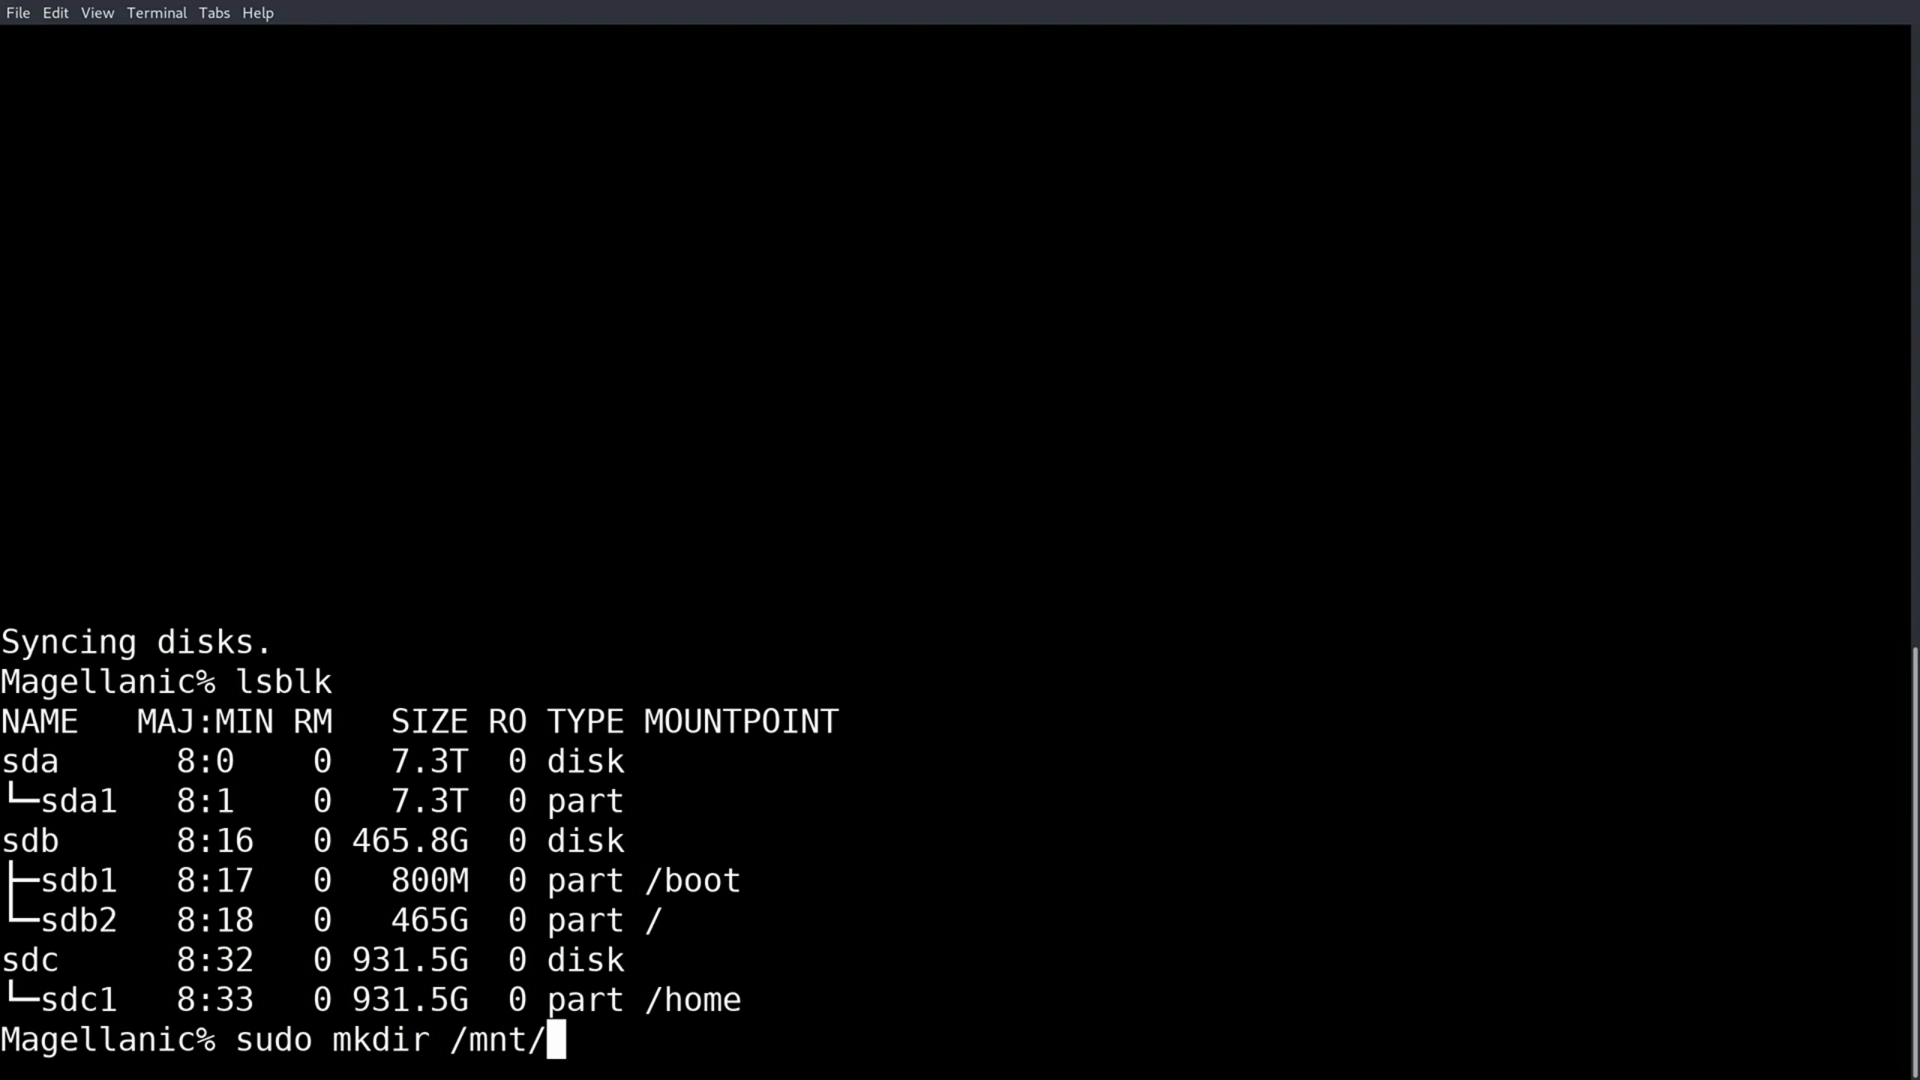 File Edit View Terminal Tabs Help
Syncing disks.
Magellanic% lsblk
NAME   MAJ:MIN RM   SIZE RO TYPE MOUNTPOINT
sda      8:0    0   7.3T  0 disk
└─sda1   8:1    0   7.3T  0 part
sdb      8:16   0 465.8G  0 disk
├─sdb1   8:17   0   800M  0 part /boot
└─sdb2   8:18   0   465G  0 part /
sdc      8:32   0 931.5G  0 disk
└─sdc1   8:33   0 931.5G  0 part /home
Magellanic% sudo mkdir /mnt/